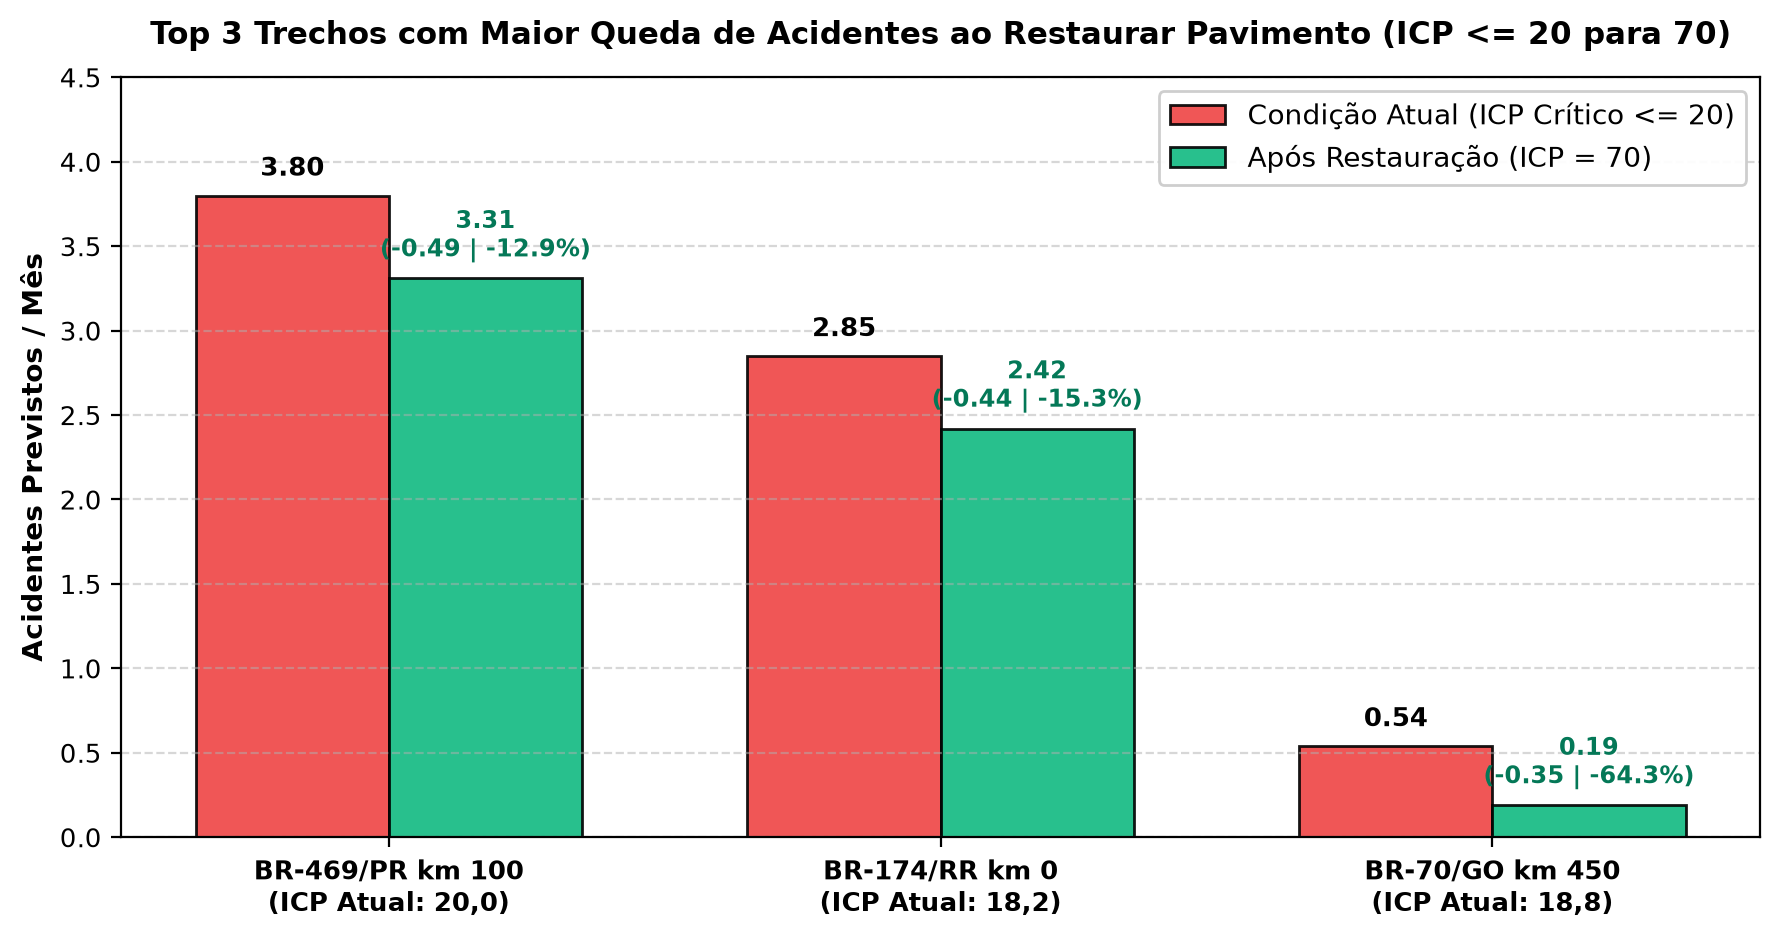 Top 3 Trechos com Maior Queda de Acidentes ao Restaurar Pavimento (ICP <= 20 para 70)
Condição Atual (ICP Crítico <= 20)
Após Restauração (ICP = 70)
Acidentes Previstos / Mês
4.5
4.0
3.5
3.0
2.5
2.0
1.5
1.0
0.5
0.0
3.80
3.31
(-0.49 | -12.9%)
2.85
2.42
(-0.44 | -15.3%)
0.54
0.19
(-0.35 | -64.3%)
BR-469/PR km 100
(ICP Atual: 20,0)
BR-174/RR km 0
(ICP Atual: 18,2)
BR-70/GO km 450
(ICP Atual: 18,8)